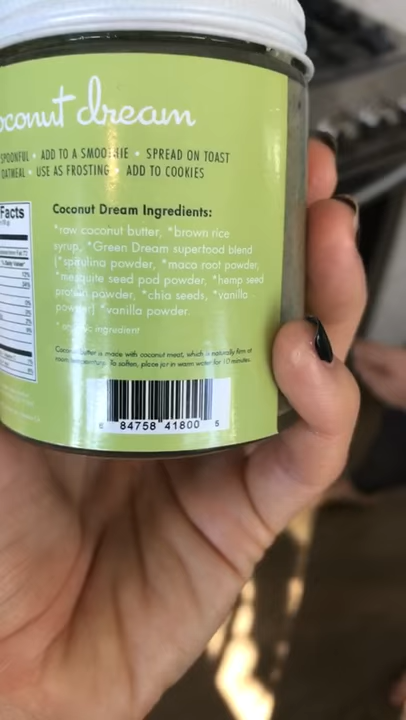 oconut dream
SPOONFUL • ADD TO A SMOOTHIE • SPREAD ON TOAST
OATMEAL • USE AS FROSTING • ADD TO COOKIES
Facts
Coconut Dream Ingredients:
*raw coconut butter, *brown rice
syrup, *Green Dream superfood blend
(*spirulina powder, *maca root powder,
*mesquite seed pod powder, *hemp seed
protein powder, *chia seeds, *vanilla
powder) *vanilla powder.
* organic ingredient
Coconut butter is made with coconut meat, which is naturally firm at
room temperature. To soften, place jar in warm water for 10 minutes.
84758 41800 5